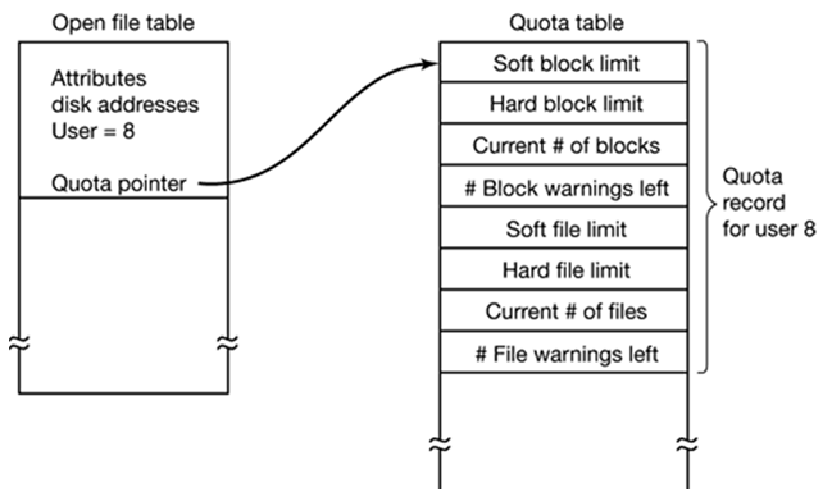 Open file table
Attributes
disk addresses
User = 8
Quota pointer
Quota table
Soft block limit
Hard block limit
Current # of blocks
# Block warnings left
Soft file limit
Hard file limit
Current # of files
# File warnings left
Quota
record
for user 8